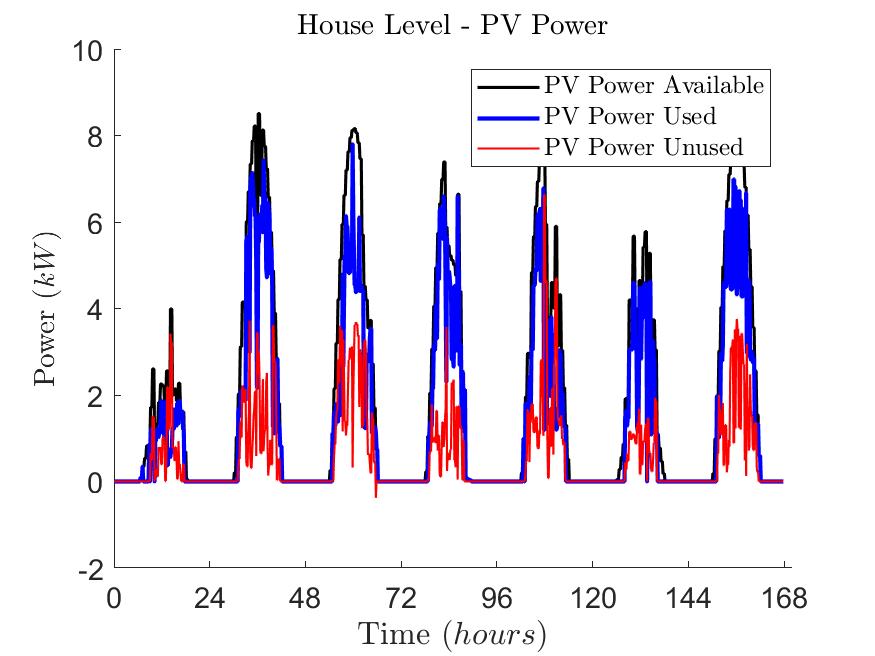 House Level - PV Power
PV Power Available
PV Power Used
PV Power Unused
10
8
6
4
2
0
-2
Power (kW)
0 24 48 72 96 120 144 168
Time (hours)